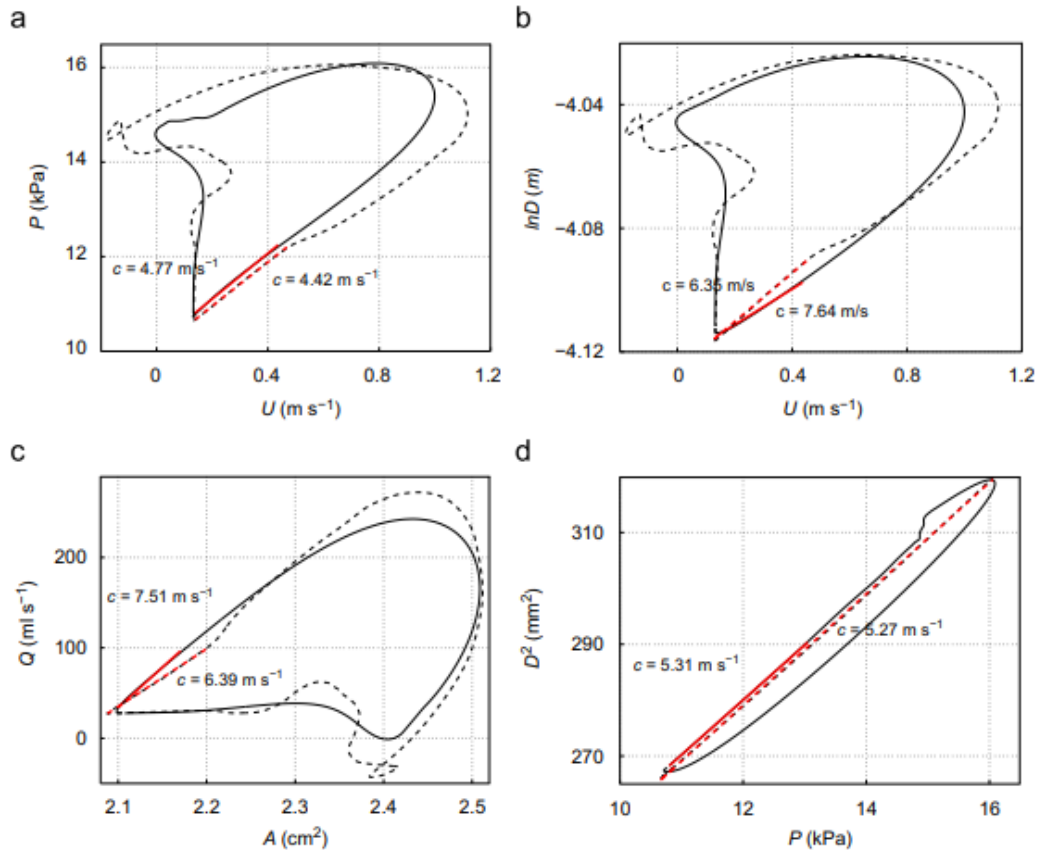 a
16
14
12
10
P (kPa)
c = 4.77 m s⁻¹
c = 4.42 m s⁻¹
0
0.4
0.8
1.2
U (m s⁻¹)
b
−4.04
−4.08
−4.12
lnD (m)
c = 6.35 m/s
c = 7.64 m/s
0
0.4
0.8
1.2
U (m s⁻¹)
c
200
100
0
Q (ml s⁻¹)
c = 7.51 m s⁻¹
c = 6.39 m s⁻¹
2.1
2.2
2.3
2.4
2.5
A (cm²)
d
310
290
270
D² (mm²)
c = 5.27 m s⁻¹
c = 5.31 m s⁻¹
10
12
14
16
P (kPa)